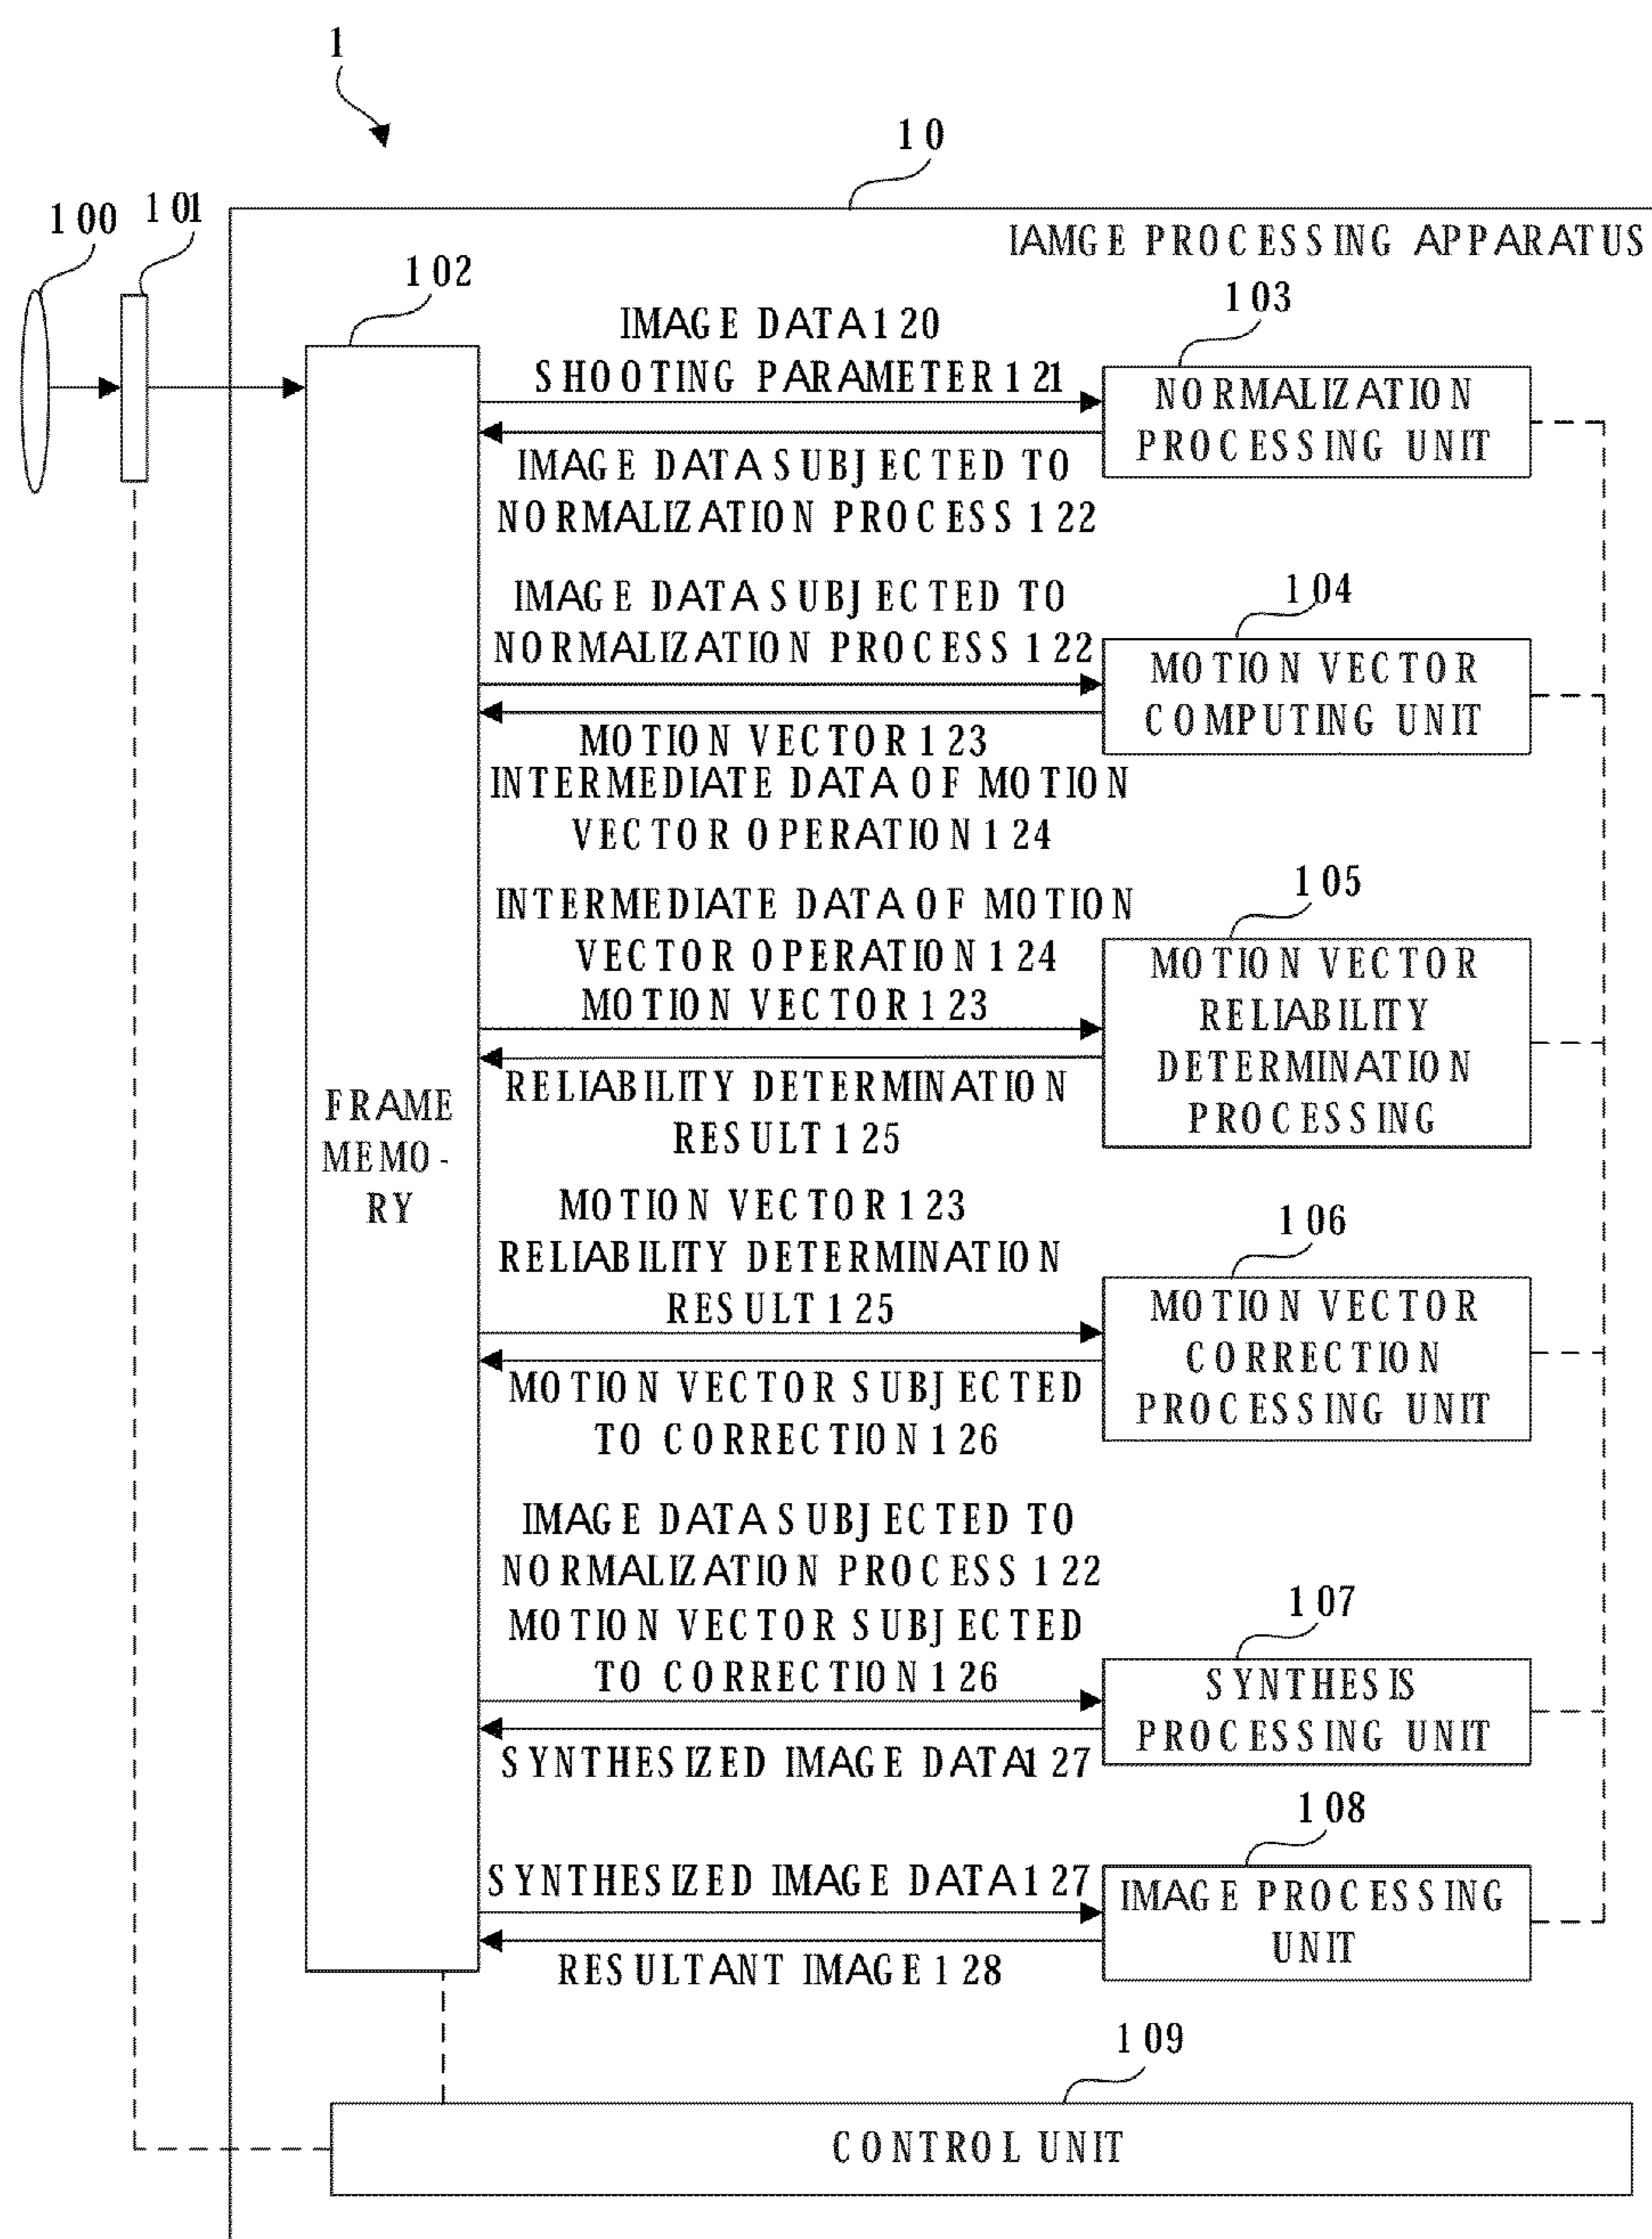 1
10
100
101
IAMGE PROCESSING APPARATUS
102
103
IMAGE DATA 120
SHOOTING PARAMETER 121
NORMALIZATION
PROCESSING UNIT
IMAGE DATA SUBJECTED TO
NORMALIZATION PROCESS 122
IMAGE DATA SUBJECTED TO
NORMALIZATION PROCESS 122
104
MOTION VECTOR
COMPUTING UNIT
MOTION VECTOR 123
INTERMEDIATE DATA OF MOTION
VECTOR OPERATION 124
INTERMEDIATE DATA OF MOTION
VECTOR OPERATION 124
MOTION VECTOR 123
105
MOTION VECTOR
RELIABILITY
DETERMINATION
PROCESSING
RELIABILITY DETERMINATION
RESULT 125
FRAME
MEMO-
RY
MOTION VECTOR 123
RELIABILITY DETERMINATION
RESULT 125
106
MOTION VECTOR
CORRECTION
PROCESSING UNIT
MOTION VECTOR SUBJECTED
TO CORRECTION 126
IMAGE DATA SUBJECTED TO
NORMALIZATION PROCESS 122
MOTION VECTOR SUBJECTED
TO CORRECTION 126
107
SYNTHESIS
PROCESSING UNIT
SYNTHESIZED IMAGE DATA 127
108
SYNTHESIZED IMAGE DATA 127
IMAGE PROCESSING
UNIT
RESULTANT IMAGE 128
109
CONTROL UNIT